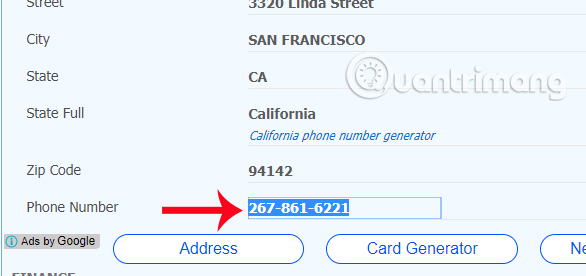 Street 3320 Linda Street
City SAN FRANCISCO
State CA
Quantrimang
State Full California
California phone number generator
Zip Code 94142
Phone Number 267-861-6221
Ads by Google Address Card Generator Ne
FINANCE